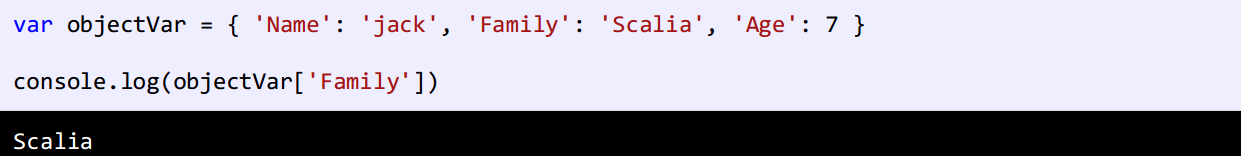 var objectVar = { 'Name': 'jack', 'Family': 'Scalia', 'Age': 7 }
console.log(objectVar['Family'])
Scalia